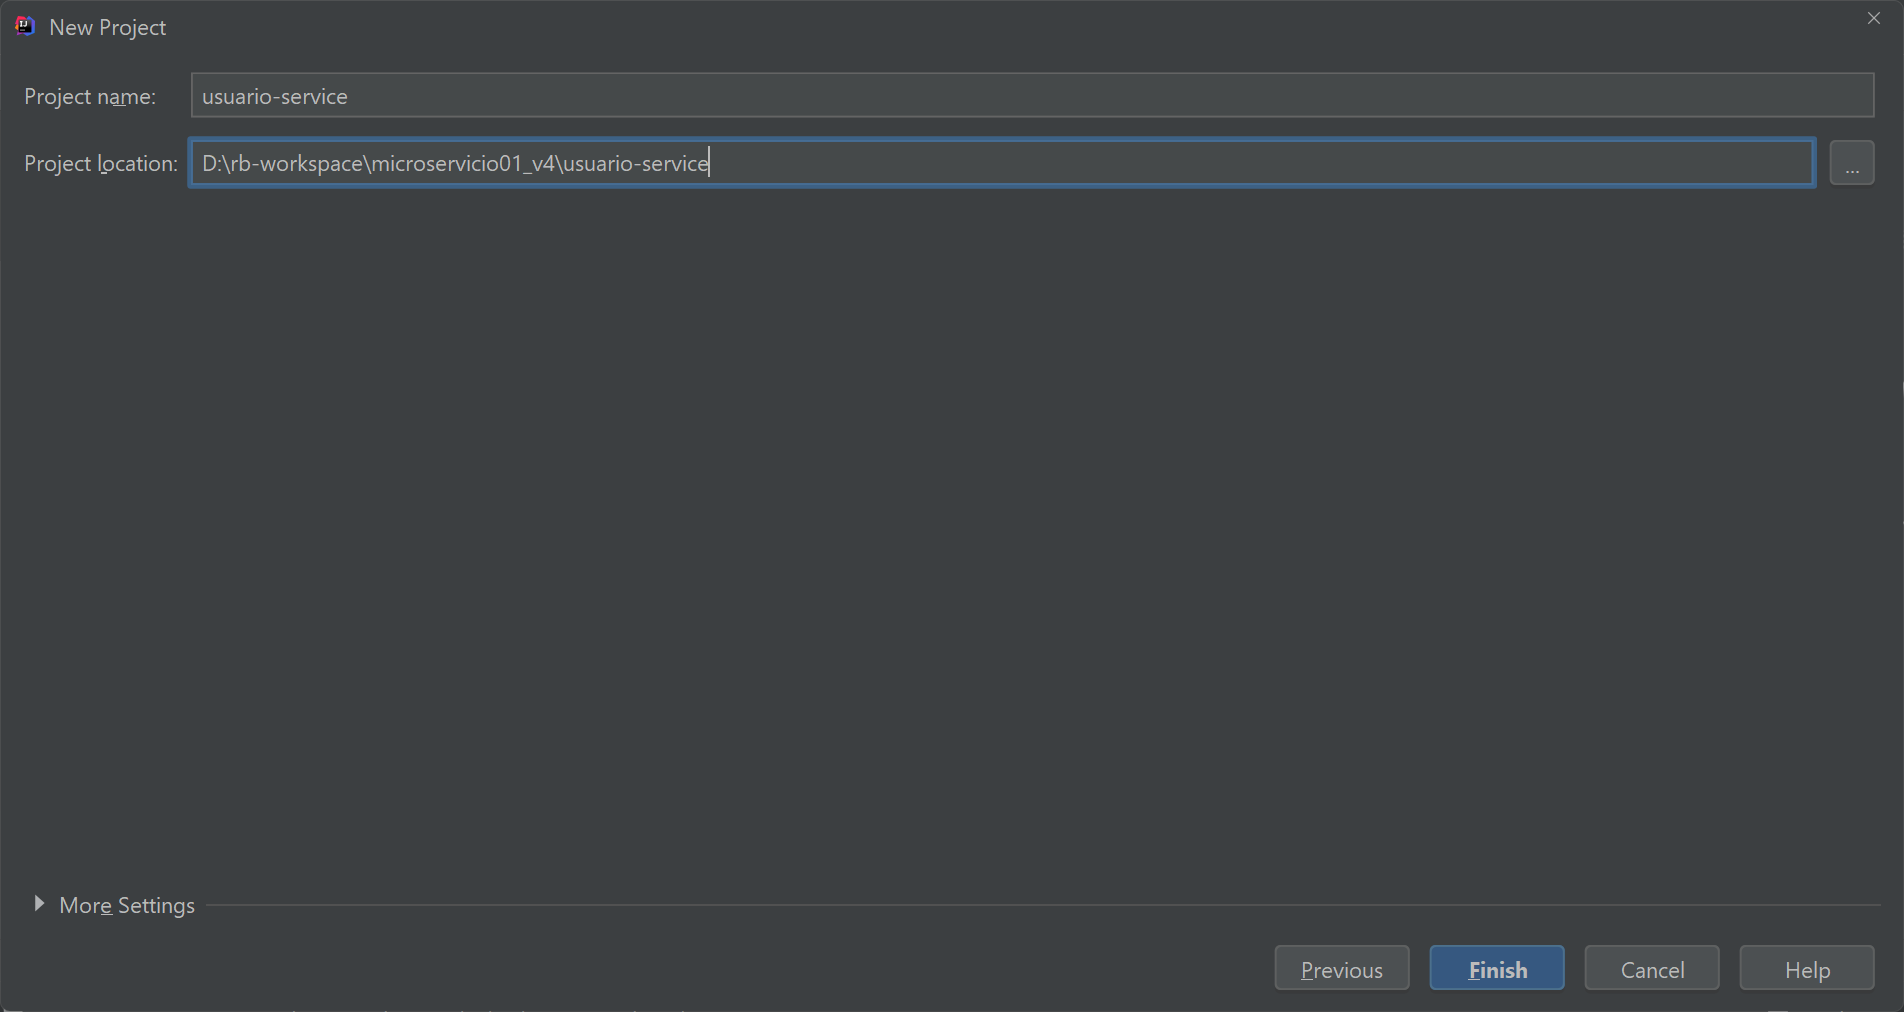 New Project
Project name: usuario-service
Project location: D:\rb-workspace\microservicio01_v4\usuario-service ...
More Settings
Previous Finish Cancel Help